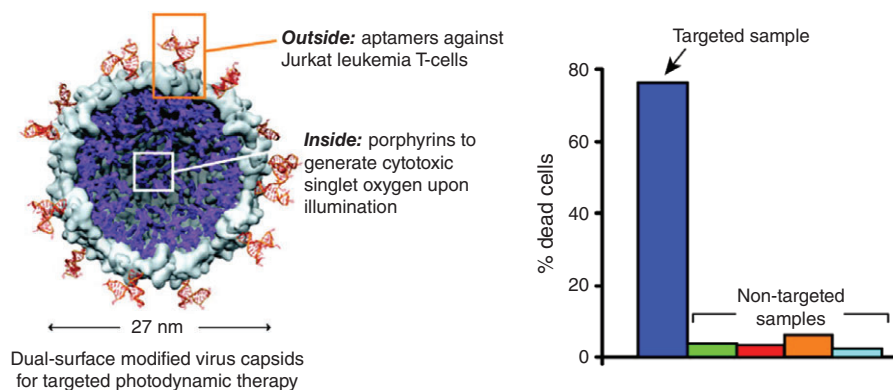 Outside: aptamers against
Jurkat leukemia T-cells
Inside: porphyrins to
generate cytotoxic
singlet oxygen upon
illumination
27 nm
Dual-surface modified virus capsids
for targeted photodynamic therapy
Targeted sample
% dead cells
80
60
40
20
0
Non-targeted
samples